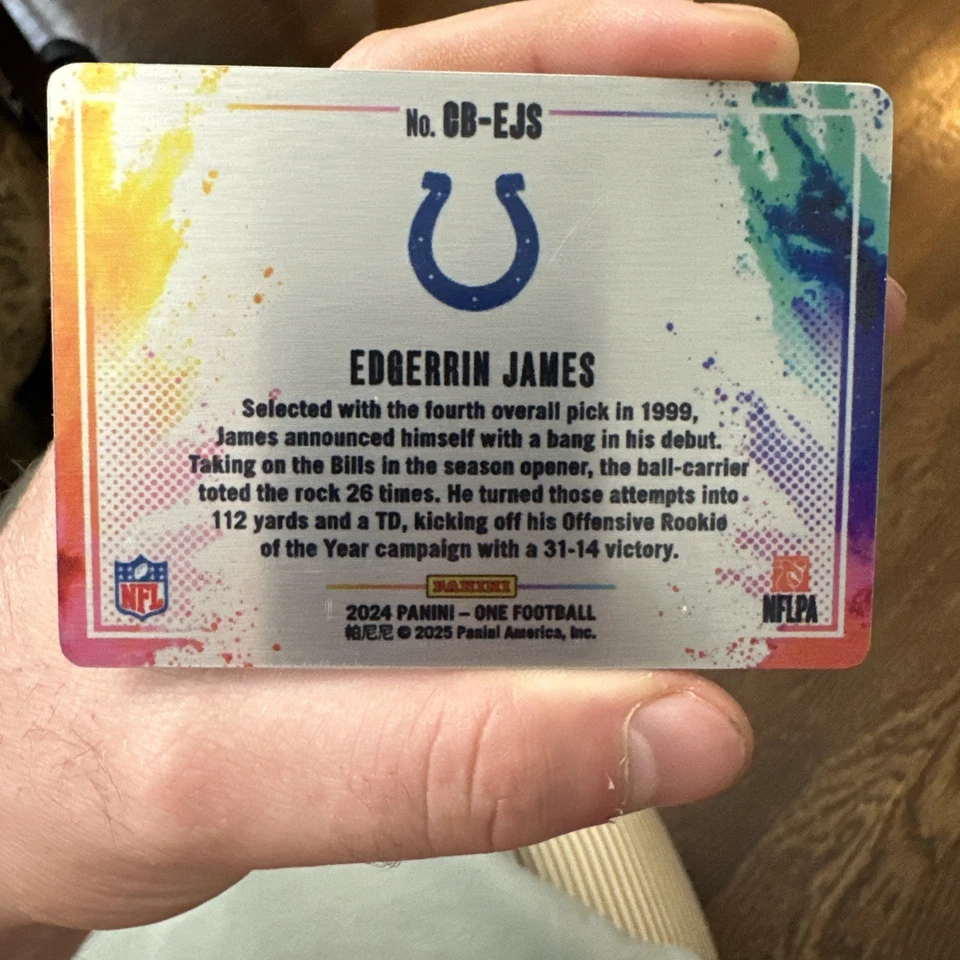 No. CB-EJS
EDGERRIN JAMES
Selected with the fourth overall pick in 1999,
James announced himself with a bang in his debut.
Taking on the Bills in the season opener, the ball-carrier
toted the rock 26 times. He turned those attempts into
112 yards and a TD, kicking off his Offensive Rookie
of the Year campaign with a 31-14 victory.
NFL
PANINI
NFLPA
2024 PANINI – ONE FOOTBALL
帕尼尼 © 2025 Panini America, Inc.